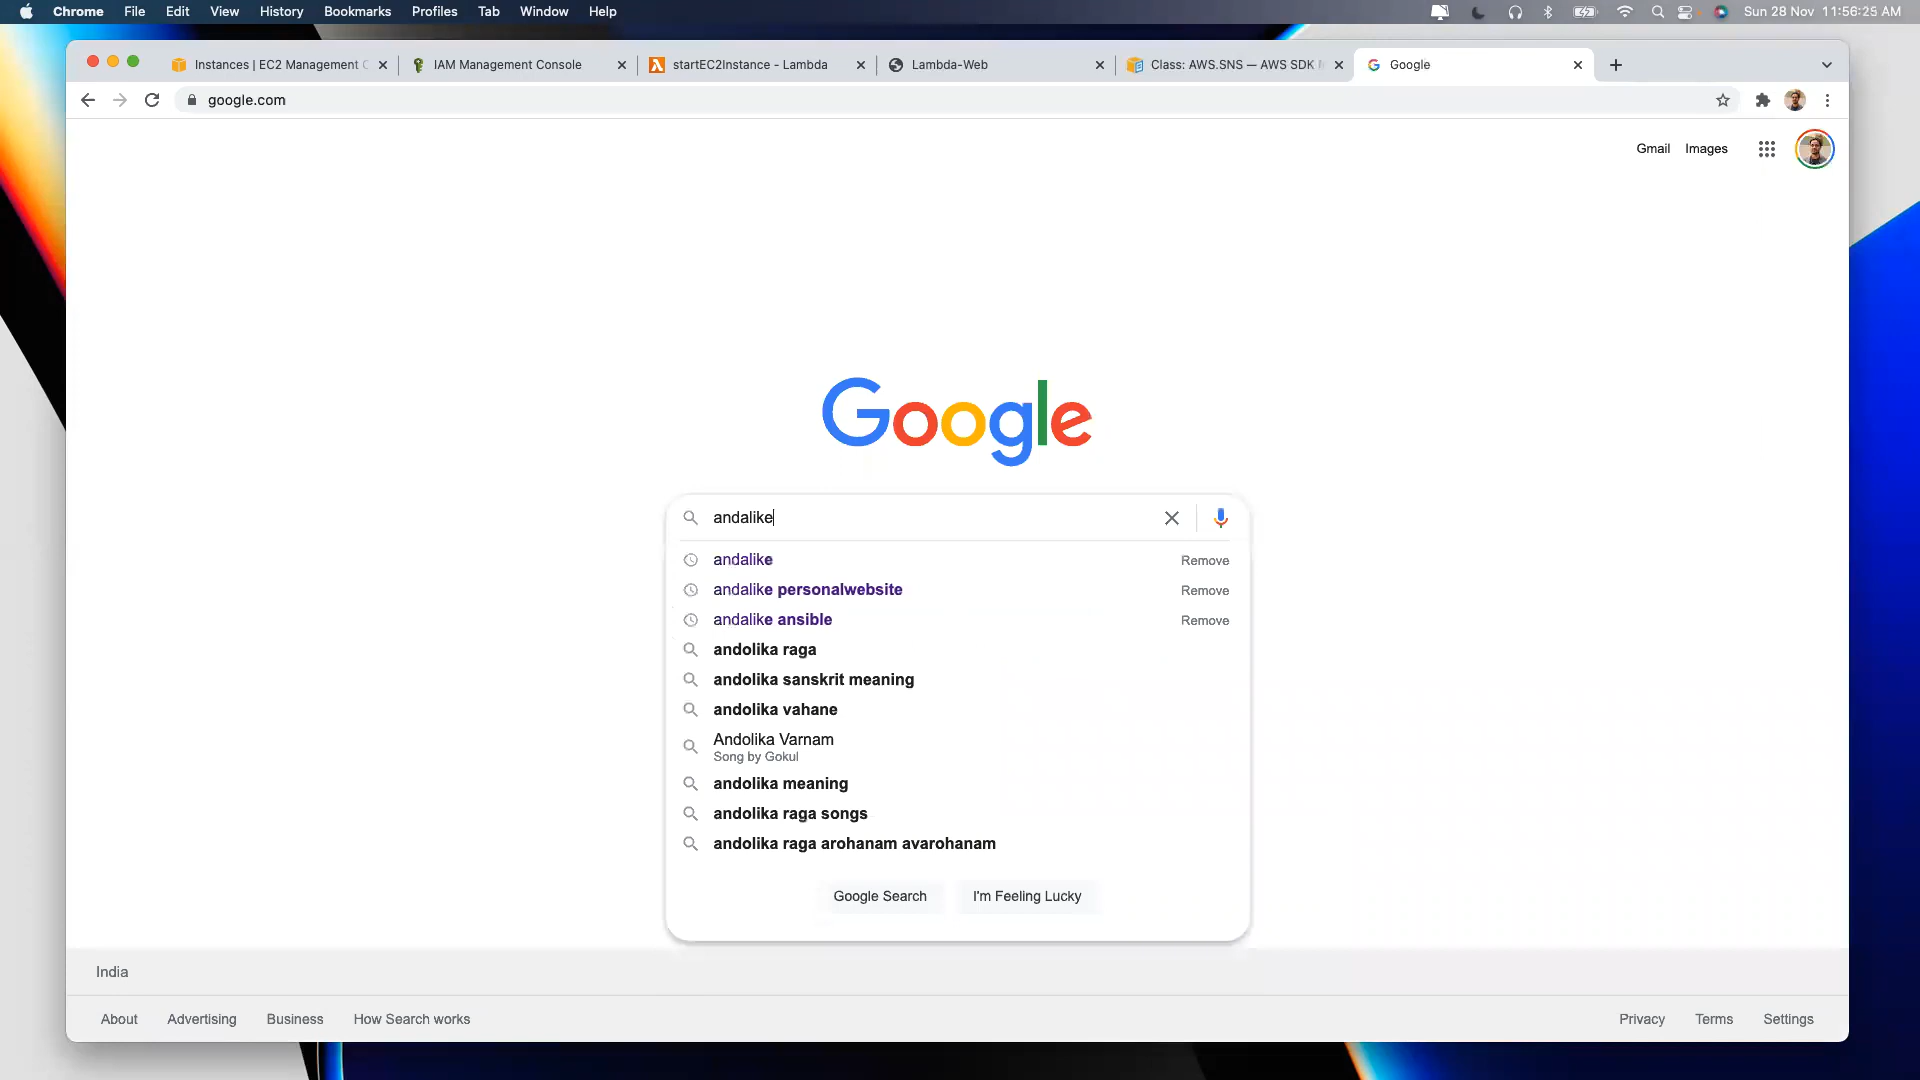 Chrome File Edit View History Bookmarks Profiles Tab Window Help Sun 28 Nov 11:56:25 AM
Instances | EC2 Management C IAM Management Console startEC2Instance - Lambda Lambda-Web Class: AWS.SNS — AWS SDK Google
google.com
Gmail Images
Google
andalike
andalike Remove
andalike personalwebsite Remove
andalike ansible Remove
andolika raga
andolika sanskrit meaning
andolika vahane
Andolika Varnam
Song by Gokul
andolika meaning
andolika raga songs
andolika raga arohanam avarohanam
Google Search I'm Feeling Lucky
India
About Advertising Business How Search works Privacy Terms Settings